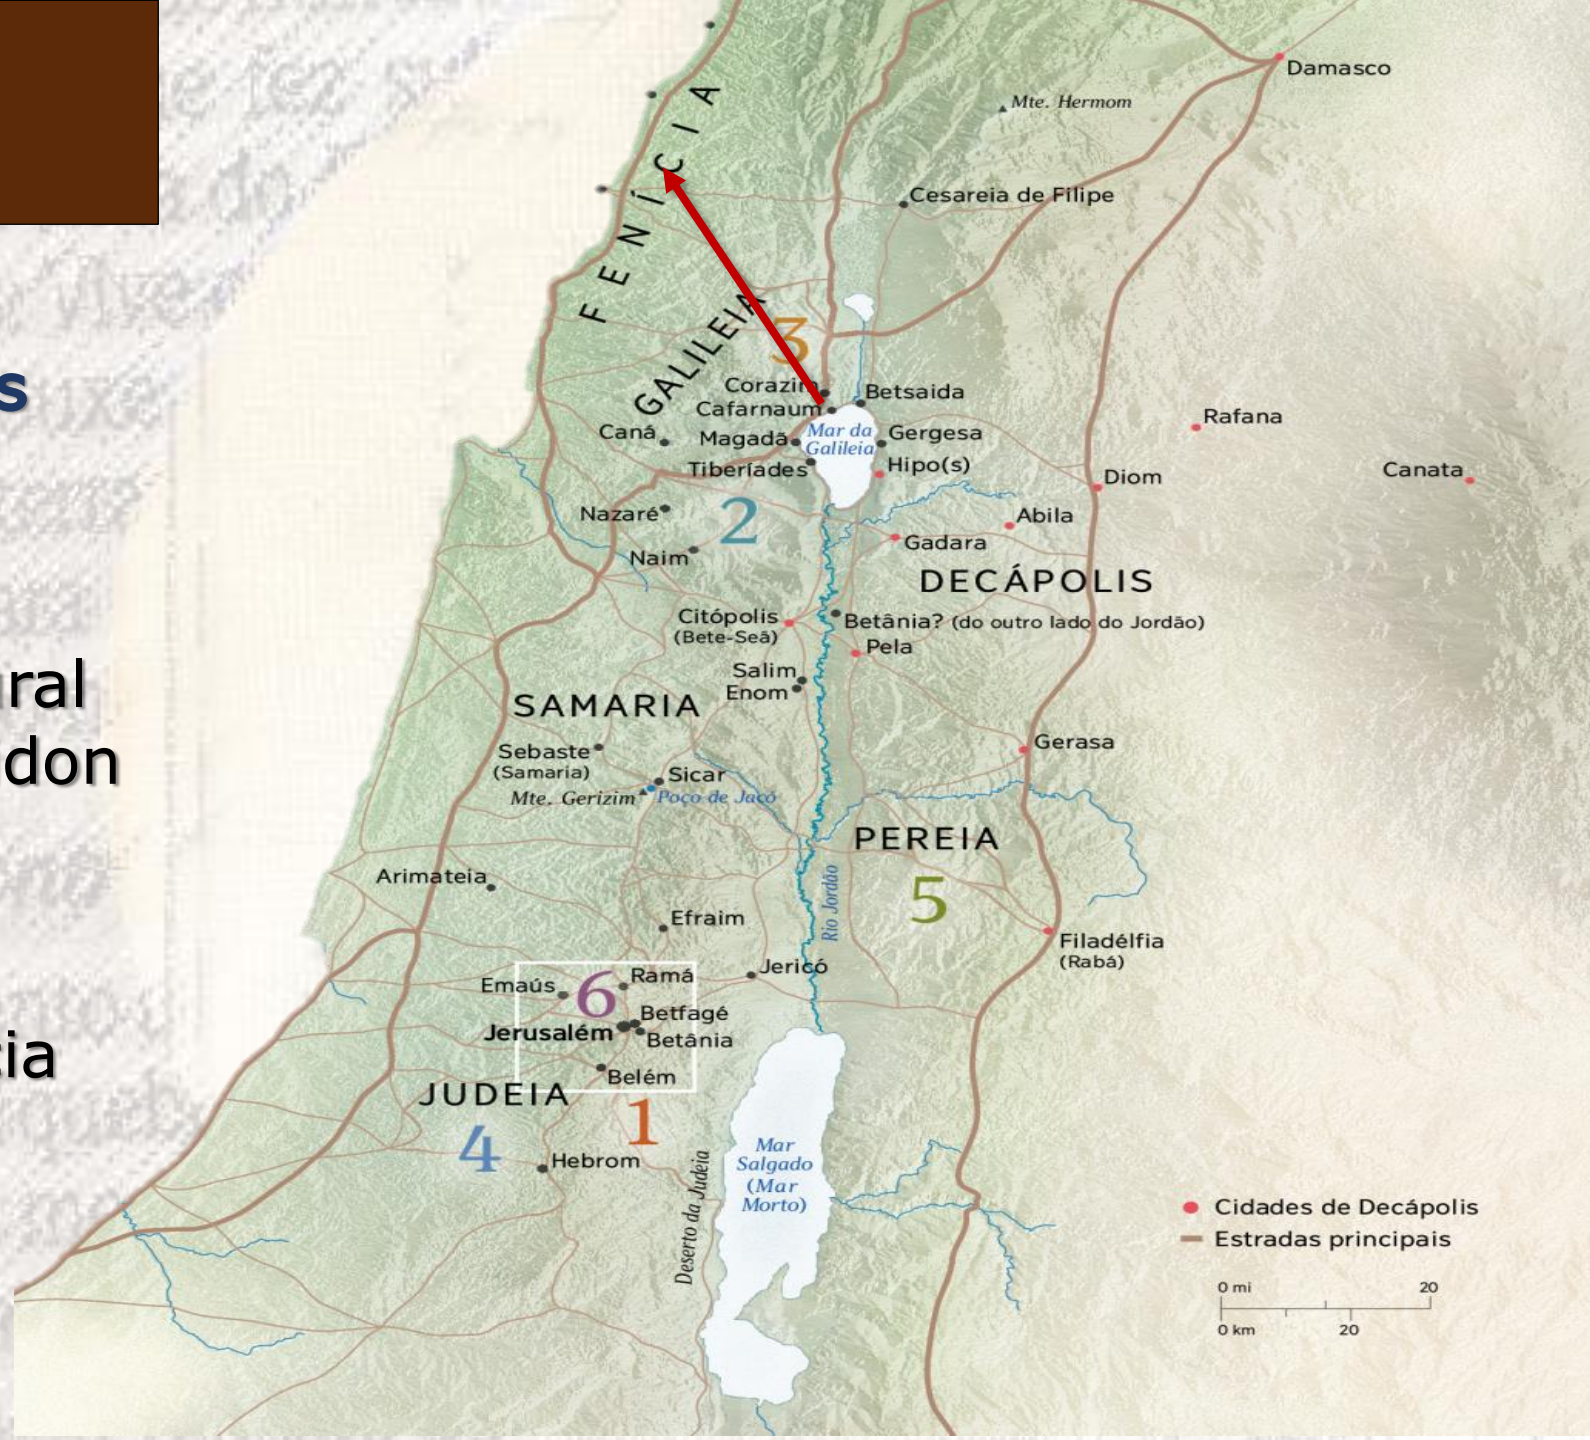 s
ral
don
cia
FENÍCIA
Damasco
Mte. Hermom
Cesareia de Filipe
GALILEIA
3
Corazim
Betsaida
Cafarnaum
Rafana
Caná
Magadã
Mar da
Galileia
Gergesa
Tiberíades
Hipo(s)
Diom
Canata
Nazaré
2
Abila
Gadara
Naim
DECÁPOLIS
Citópolis
(Bete-Seã)
Betânia? (do outro lado do Jordão)
Pela
Salim
Enom
SAMARIA
Sebaste
(Samaria)
Gerasa
Sicar
Mte. Gerizim
Poço de Jacó
PEREIA
Arimateia
5
Rio Jordão
Efraim
Filadélfia
(Rabá)
Jericó
Emaús
6
Ramá
Betfagé
Jerusalém
Betânia
Belém
JUDEIA
1
4
Hebrom
Deserto da Judeia
Mar
Salgado
(Mar
Morto)
Cidades de Decápolis
Estradas principais
0 mi 20
0 km 20